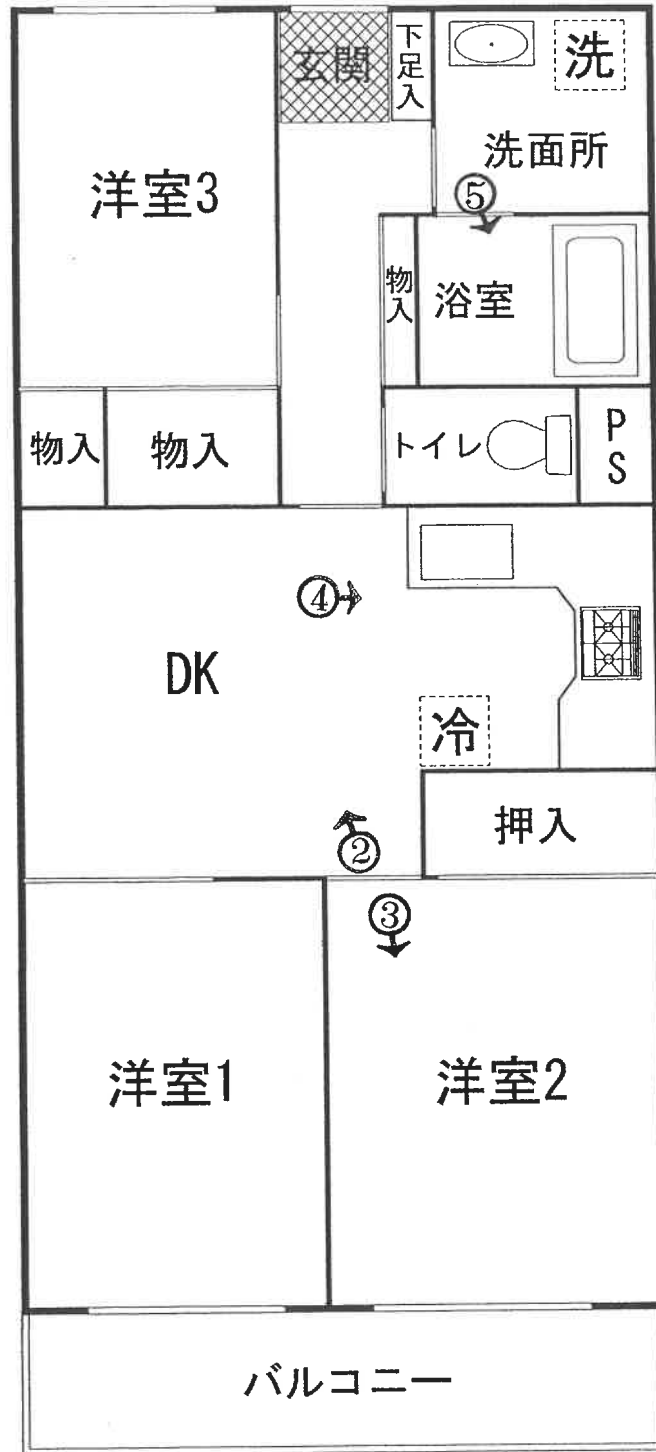 玄関
下足入
洗
洗面所
洋室3
⑤
物入
浴室
物入
物入
トイレ
PS
④
DK
冷
押入
②
③
洋室1
洋室2
バルコニー